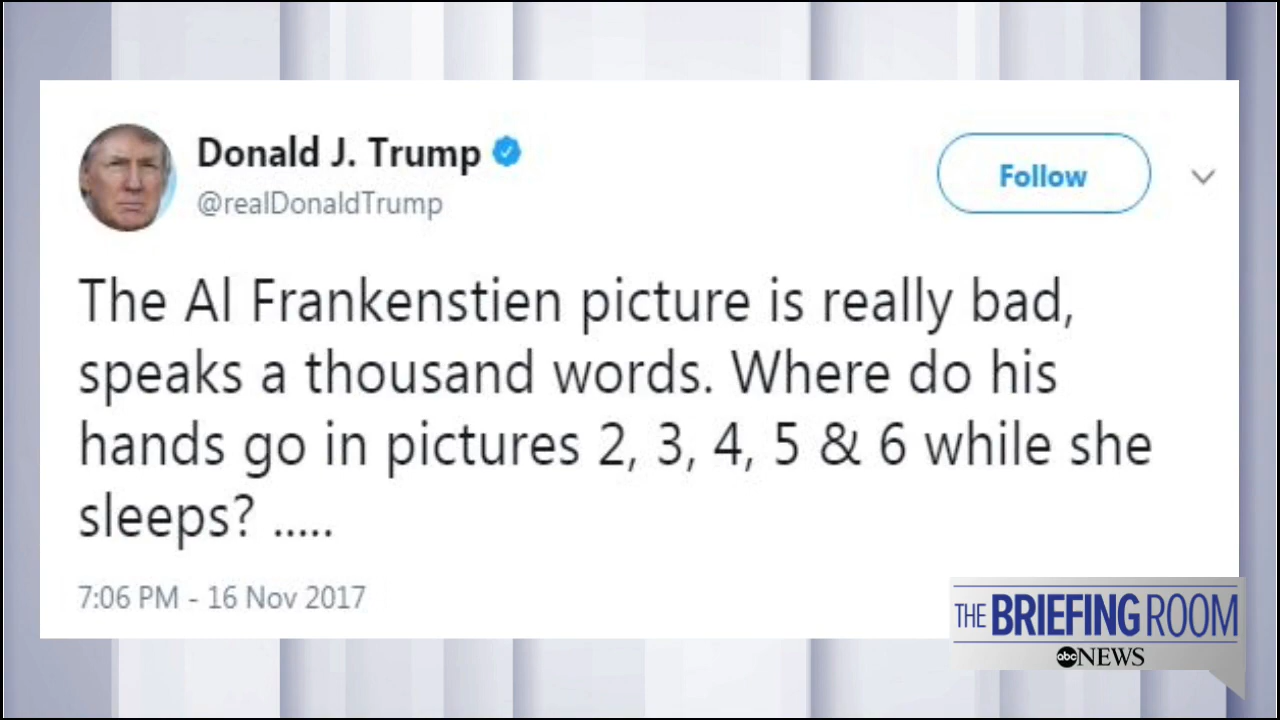 Donald J. Trump
@realDonaldTrump
Follow
The Al Frankenstien picture is really bad,
speaks a thousand words. Where do his
hands go in pictures 2, 3, 4, 5 & 6 while she
sleeps? .....
7:06 PM - 16 Nov 2017
THE BRIEFING ROOM
abc NEWS